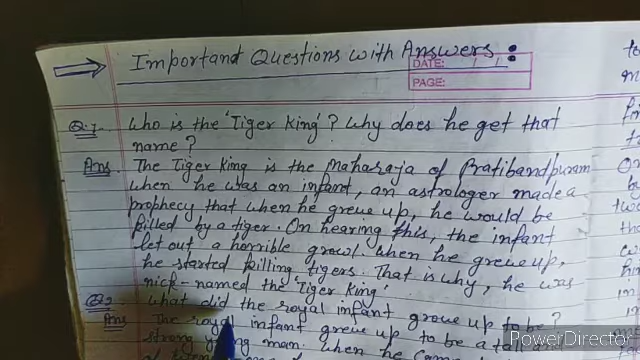 Important Questions with Answers :
DATE: / /
PAGE:
Q.1. Who is the 'Tiger King'? Why does he get that
name?
Ans. The Tiger King is the Maharaja of Pratibandpuram
when he was an infant, an astrologer made a
prophecy that when he grew up, he would be
killed by a tiger. On hearing this, the infant
let out a horrible growl. When he grew up,
he started killing tigers. That is why, he was
nick-named the 'Tiger King'
Q2. What did the royal infant grow up to be?
Ans The royal infant grew up to be a tall and
strong young man. When he came
PowerDirector